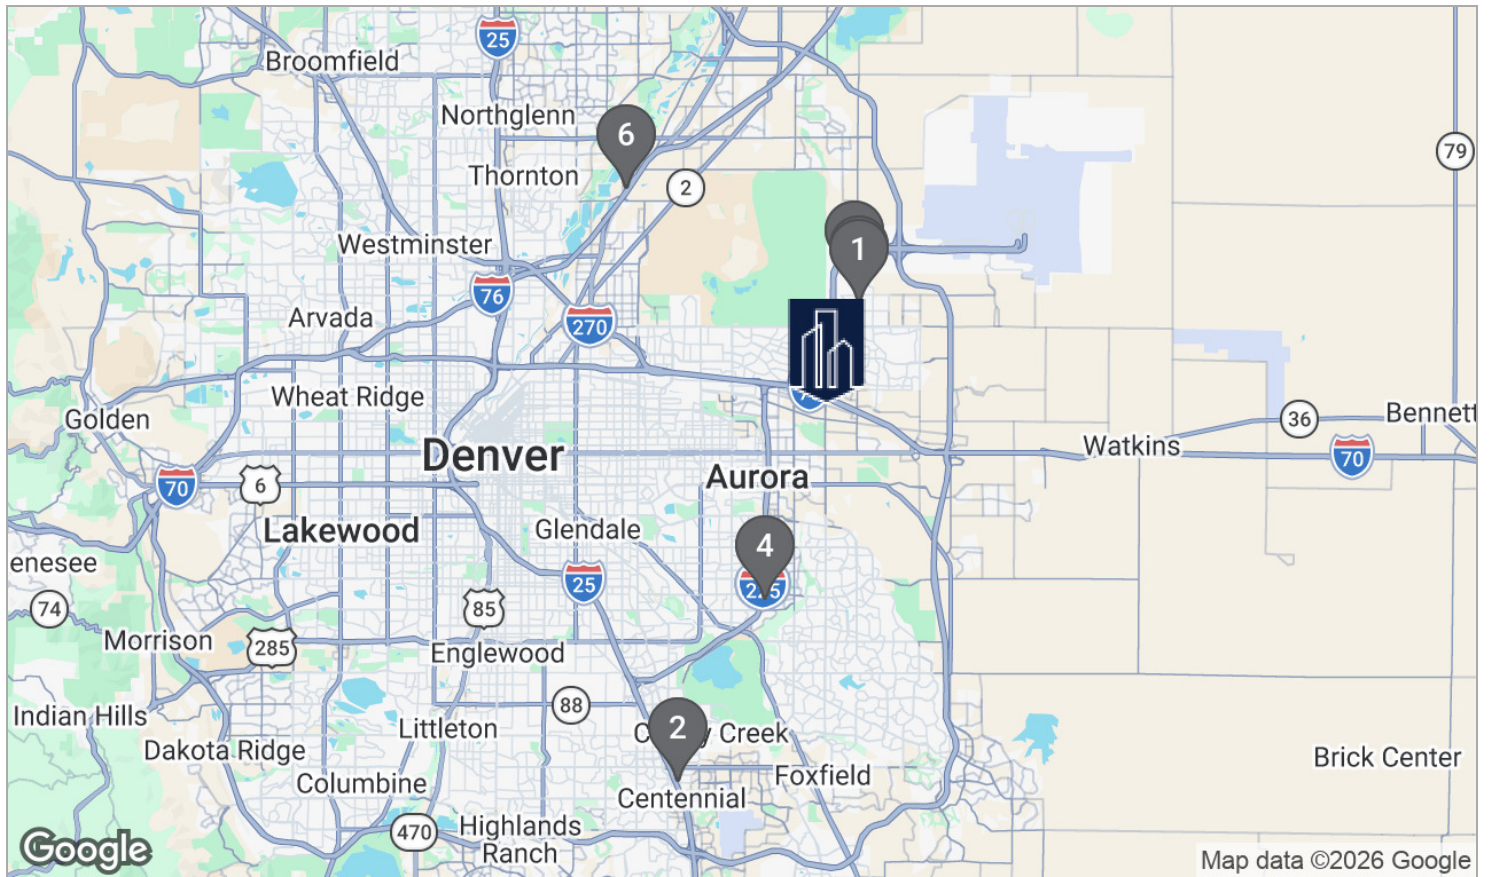 25
Broomfield
Northglenn
6
79
Thornton
2
Westminster
1
76
Arvada
270
Wheat Ridge
Golden
36
Bennett
Denver
Watkins
70
Aurora
70
6
Lakewood
Glendale
4
enesee
25
74
85
Morrison
285
Englewood
88
Indian Hills
Littleton
2
Creek
Dakota Ridge
Brick Center
Columbine
Foxfield
Centennial
470
Highlands
Ranch
Google
Map data ©2026 Google